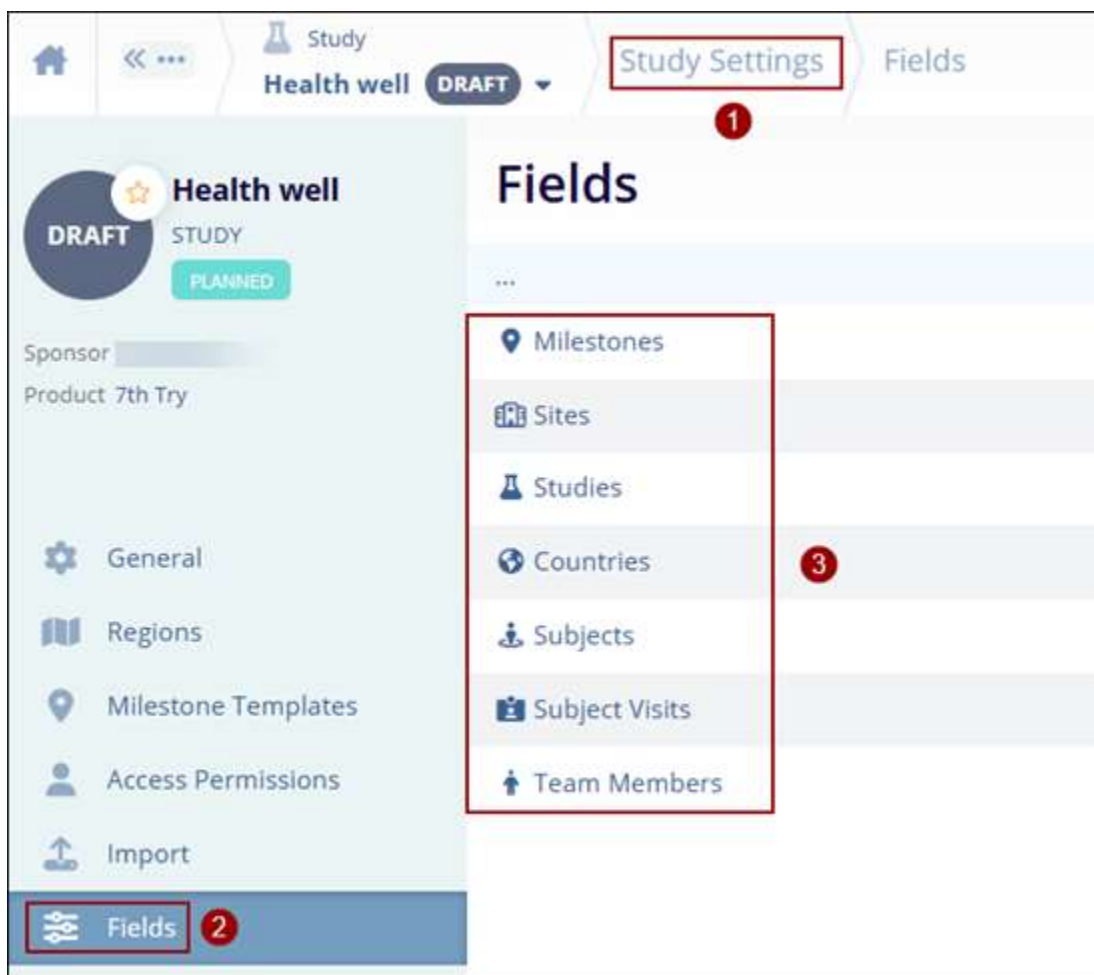 Study
Health well DRAFT
Study Settings
Fields
1
DRAFT
Health well
STUDY
PLANNED
Sponsor
Product 7th Try
General
Regions
Milestone Templates
Access Permissions
Import
Fields 2
Fields
...
Milestones
Sites
Studies
Countries
3
Subjects
Subject Visits
Team Members